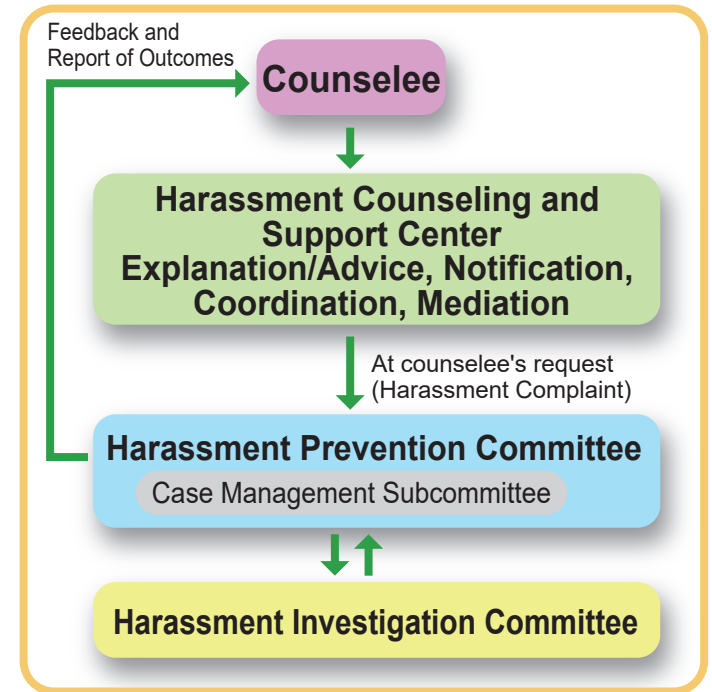 Feedback and
Report of Outcomes
Counselee
Harassment Counseling and
Support Center
Explanation/Advice, Notification,
Coordination, Mediation
At counselee's request
(Harassment Complaint)
Harassment Prevention Committee
Case Management Subcommittee
Harassment Investigation Committee